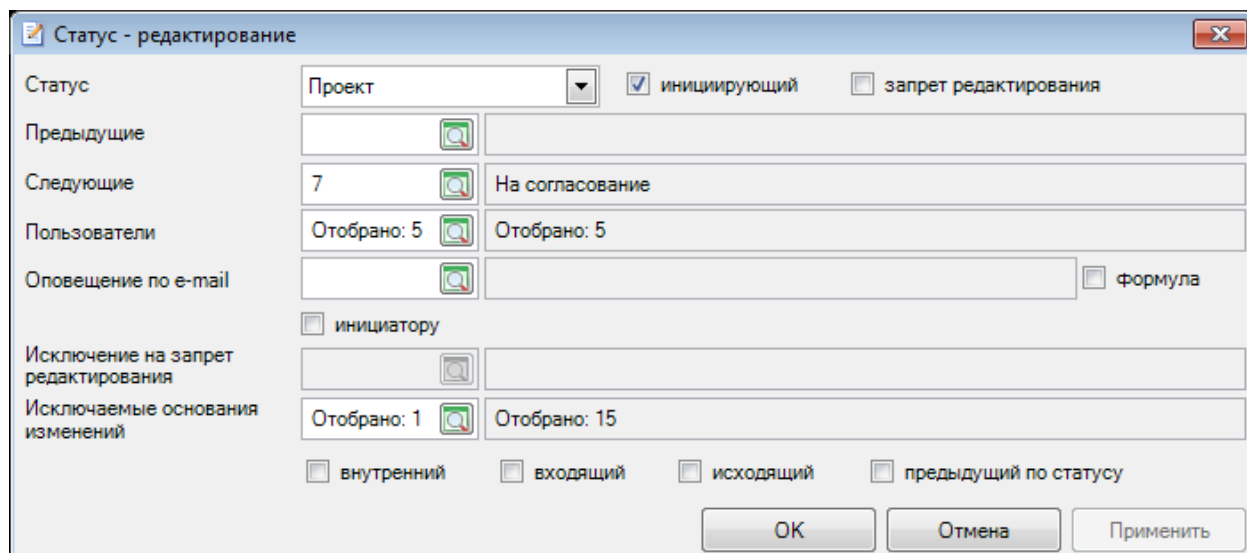 Статус - редактирование
Статус Проект инициирующий запрет редактирования
Предыдущие
Следующие 7 На согласование
Пользователи Отобрано: 5 Отобрано: 5
Оповещение по e-mail формула
инициатору
Исключение на запрет
редактирования
Исключаемые основания
изменений Отобрано: 1 Отобрано: 15
внутренний входящий исходящий предыдущий по статусу
OK Отмена Применить